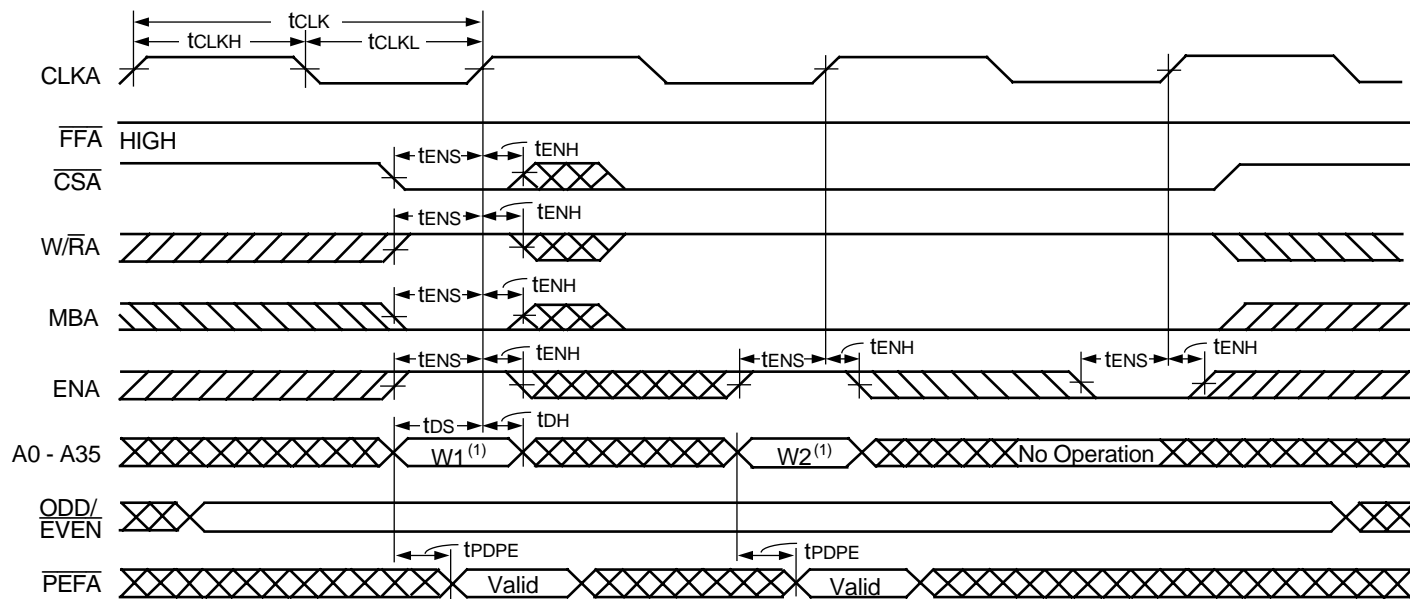 tCLK
tCLKH tCLKL
CLKA
FFA HIGH
tENS tENH
CSA
tENS tENH
W/RA
tENS tENH
MBA
tENS tENH tENS tENH tENS tENH
ENA
tDS tDH
A0 - A35 W1(1) W2(1) No Operation
ODD/
EVEN
tPDPE tPDPE
PEFA Valid Valid